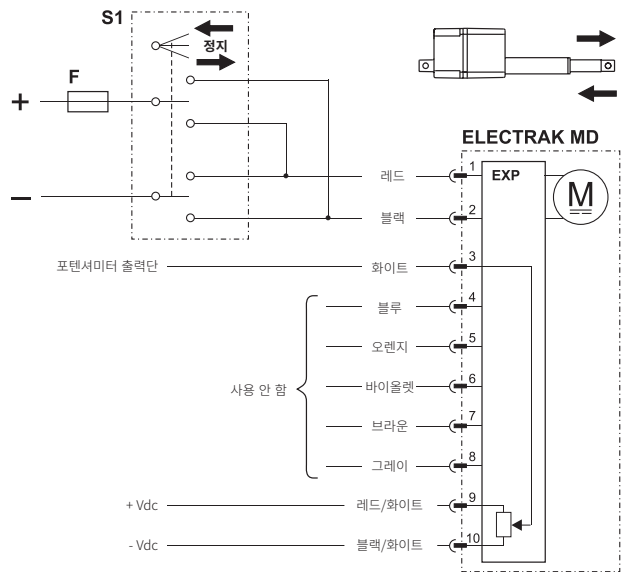 S1
정지
F
+
−
ELECTRAK MD
EXP
M
레드 1
블랙 2
포텐셔미터 출력단 화이트 3
블루 4
오렌지 5
사용 안 함
바이올렛 6
브라운 7
그레이 8
+ Vdc 레드/화이트 9
- Vdc 블랙/화이트 10